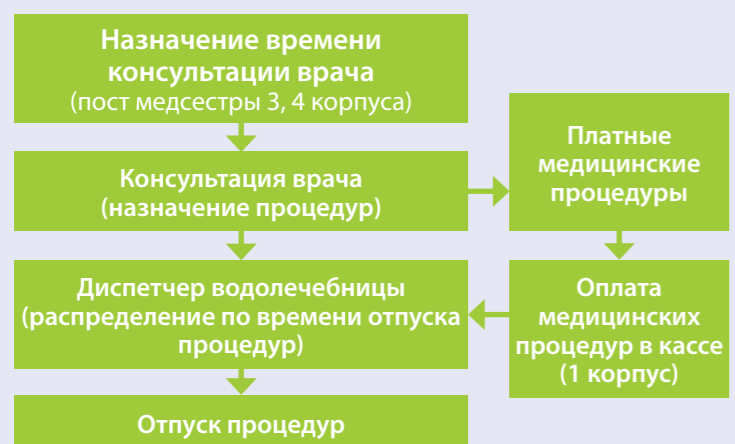 Назначение времени
консультации врача
(пост медсестры 3, 4 корпуса)
Консультация врача
(назначение процедур)
Платные
медицинские
процедуры
Оплата
медицинских
процедур в кассе
(1 корпус)
Диспетчер водолечебницы
(распределение по времени отпуска
процедур)
Отпуск процедур